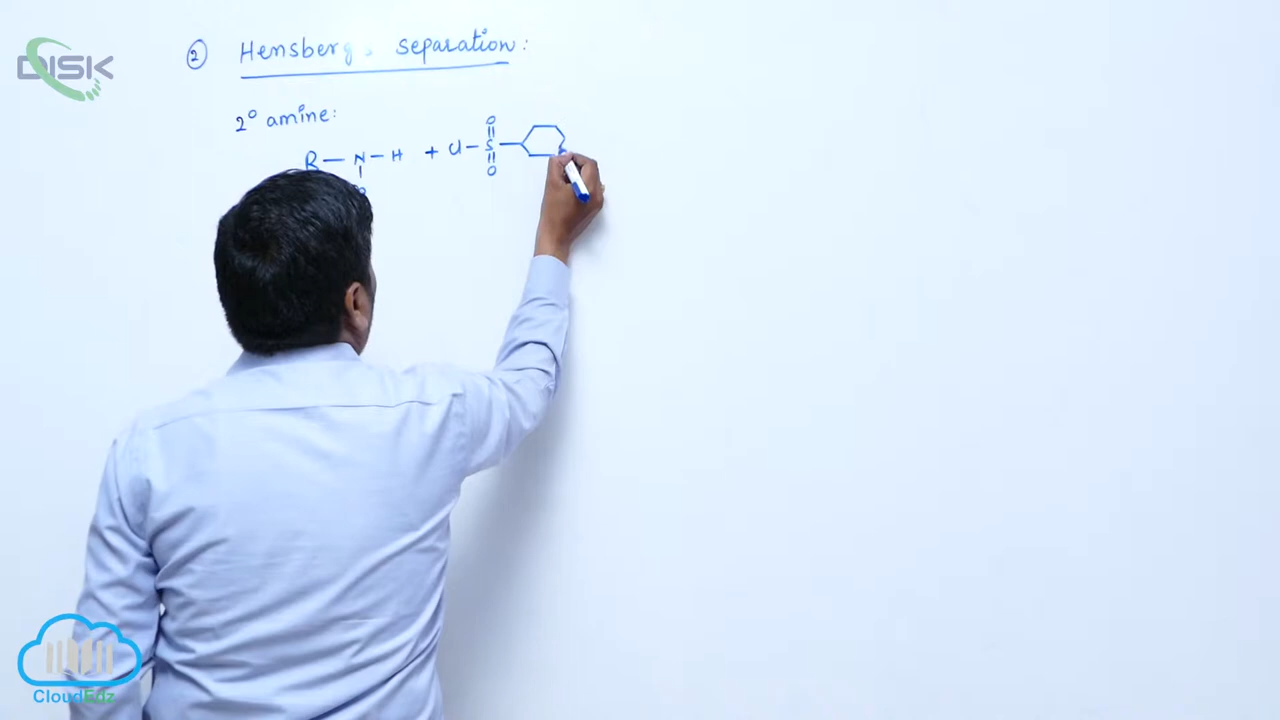 DISK
② Hensberg's separation:
2° amine:
O
R — N — H + Cl — S —
O
CloudEdz